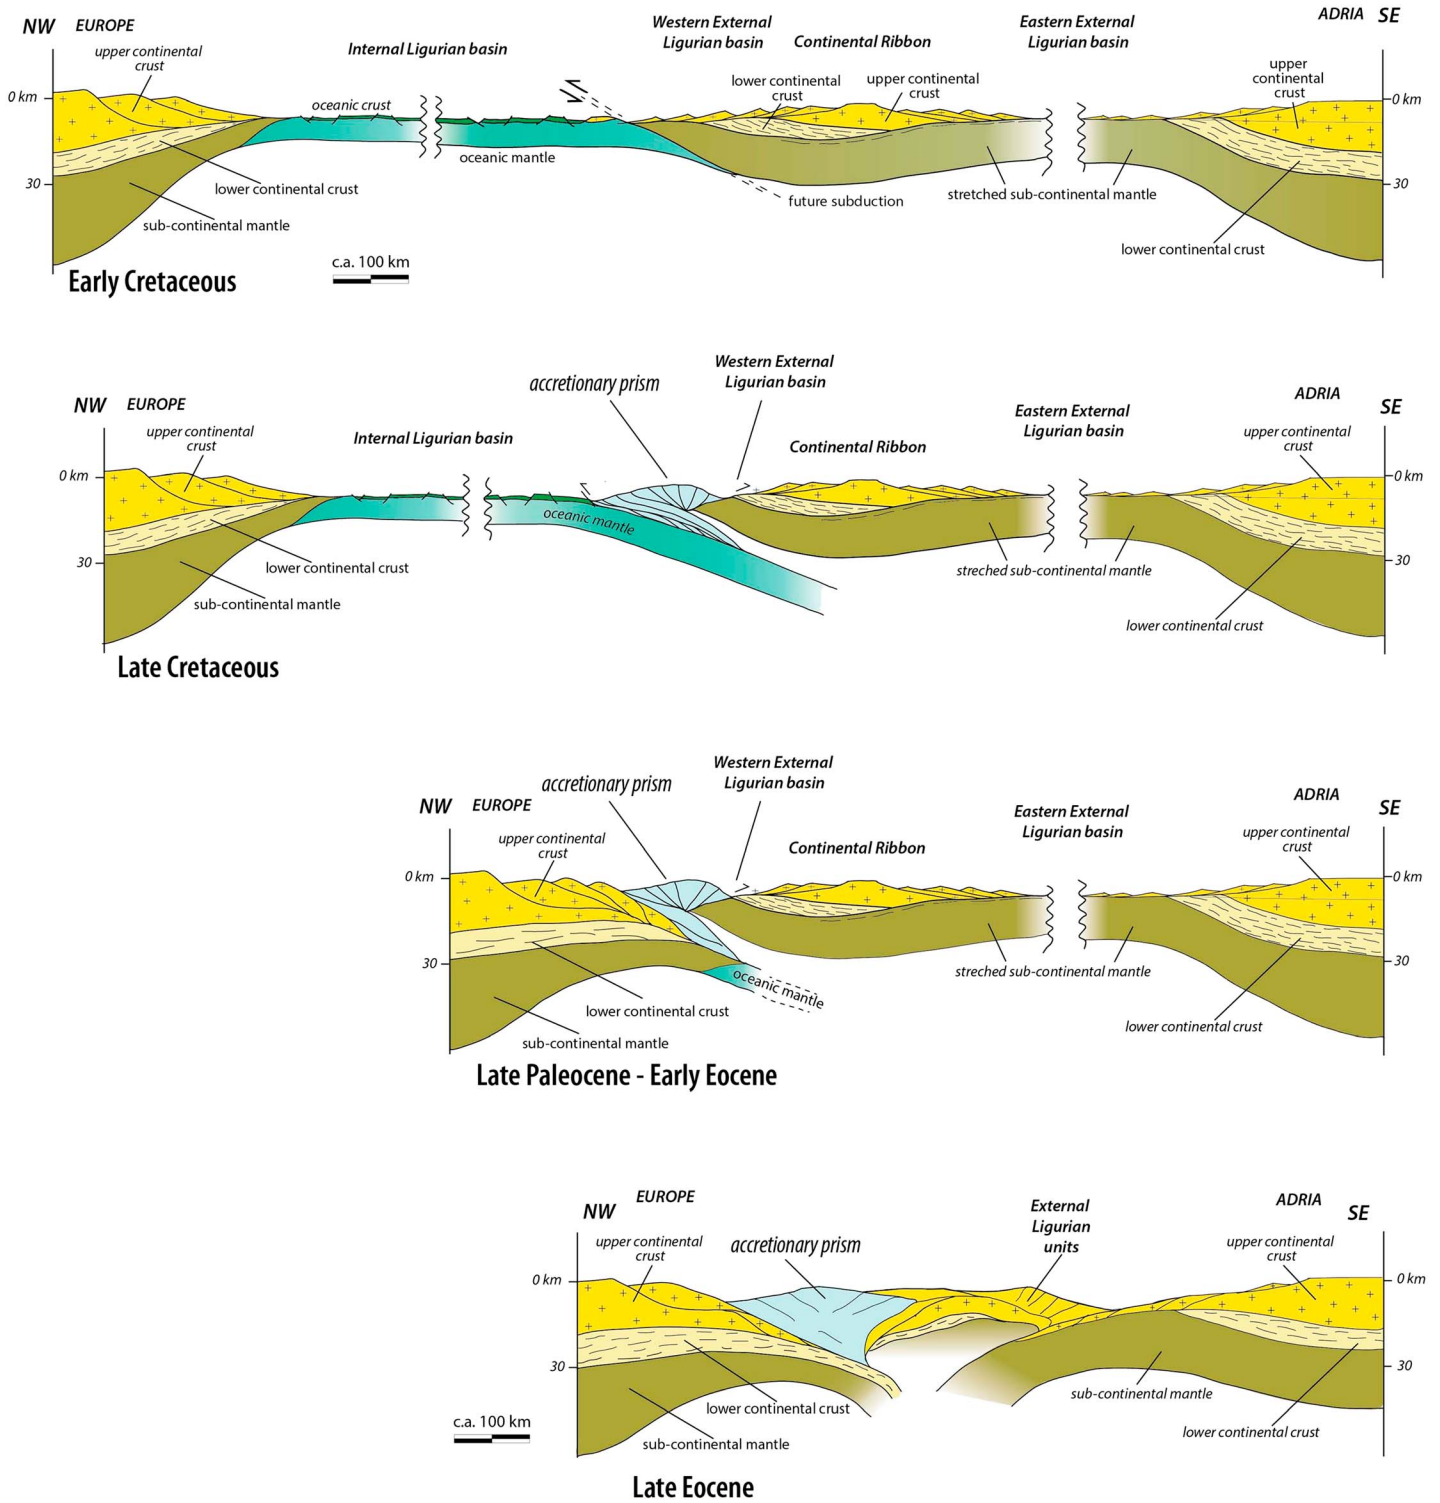 NW
EUROPE
Western External
Ligurian basin
Continental Ribbon
Eastern External
Ligurian basin
ADRIA
SE
Internal Ligurian basin
upper continental
crust
oceanic crust
lower continental
crust
upper continental
crust
upper
continental
crust
0 km
0 km
oceanic mantle
30
30
lower continental crust
sub-continental mantle
future subduction
stretched sub-continental mantle
lower continental crust
c.a. 100 km
Early Cretaceous
Western External
Ligurian basin
accretionary prism
NW
EUROPE
Internal Ligurian basin
Continental Ribbon
Eastern External
Ligurian basin
ADRIA
SE
upper continental
crust
upper continental
crust
0 km
0 km
oceanic mantle
30
30
lower continental crust
sub-continental mantle
streched sub-continental mantle
lower continental crust
Late Cretaceous
Western External
Ligurian basin
accretionary prism
NW
EUROPE
Continental Ribbon
Eastern External
Ligurian basin
ADRIA
SE
upper continental
crust
upper continental
crust
0 km
0 km
30
30
oceanic mantle
lower continental crust
sub-continental mantle
streched sub-continental mantle
lower continental crust
Late Paleocene - Early Eocene
EUROPE
NW
accretionary prism
External
Ligurian
units
ADRIA
SE
upper continental
crust
upper continental
crust
0 km
0 km
30
30
lower continental crust
sub-continental mantle
sub-continental mantle
lower continental crust
c.a. 100 km
Late Eocene